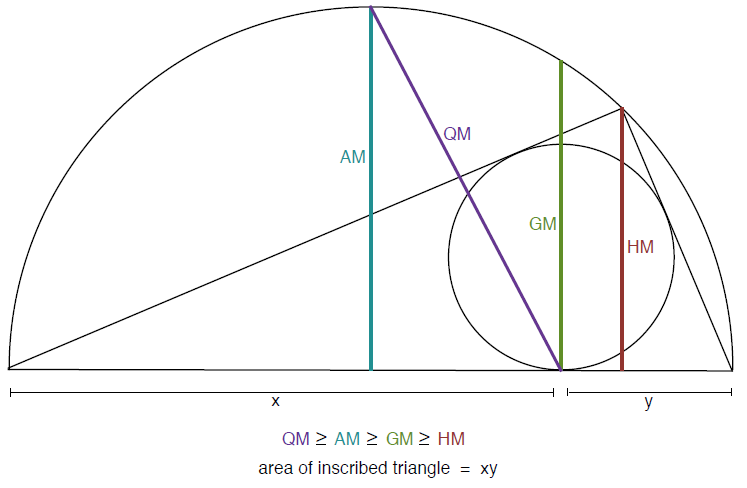 AM
QM
GM
HM
x
y
QM ≥ AM ≥ GM ≥ HM
area of inscribed triangle = xy